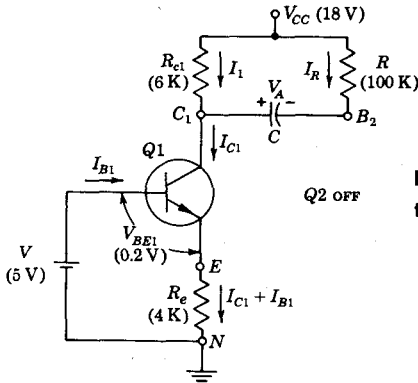 V_CC (18 V)
R_c1 (6 K)
I_1
I_R
R (100 K)
V_A
+ −
C_1
C
B_2
I_C1
Q1
I_B1
Q2 OFF
V_BE1 (0.2 V)
V (5 V)
E
R_e (4 K)
I_C1 + I_B1
N